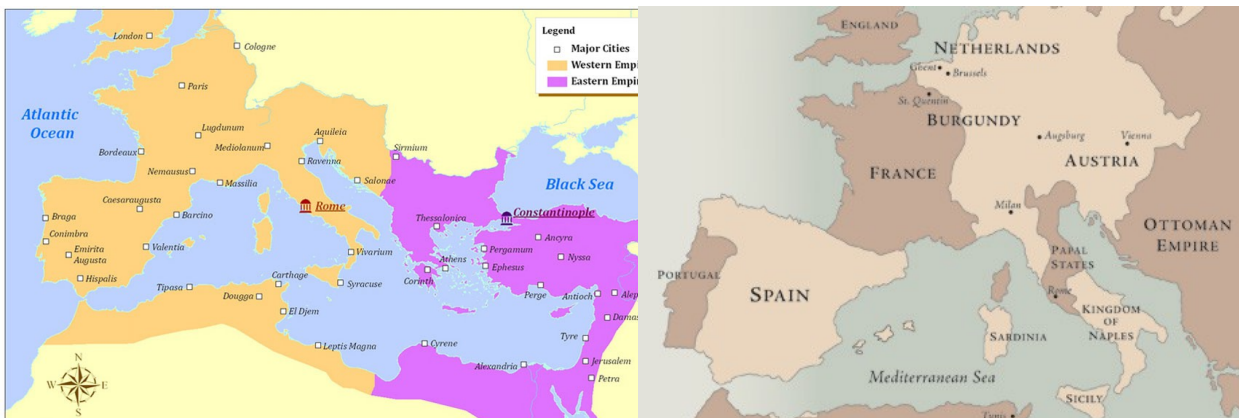 London
Cologne
Paris
Atlantic
Ocean
Lugdunum
Mediolanum
Aquileia
Bordeaux
Ravenna
Sirmium
Nemausus
Massilia
Salonae
Black Sea
Caesaraugusta
Rome
Constantinople
Braga
Barcino
Thessalonica
Conimbra
Valentia
Ancyra
Pergamum
Emirita
Augusta
Vivarium
Athens
Nyssa
Ephesus
Hispalis
Carthage
Corinth
Tipasa
Syracuse
Perge
Antioch
Alep
Dougga
El Djem
Damas
Tyre
Cyrene
Leptis Magna
Alexandria
Jerusalem
Petra
N
W
E
S
Legend
Major Cities
Western Empi
Eastern Empir
ENGLAND
NETHERLANDS
Ghent
Brussels
St. Quentin
BURGUNDY
Augsburg
Vienna
AUSTRIA
FRANCE
Milan
OTTOMAN
EMPIRE
PAPAL
STATES
PORTUGAL
Rome
SPAIN
KINGDOM
OF
NAPLES
SARDINIA
Mediterranean Sea
SICILY
Tunis